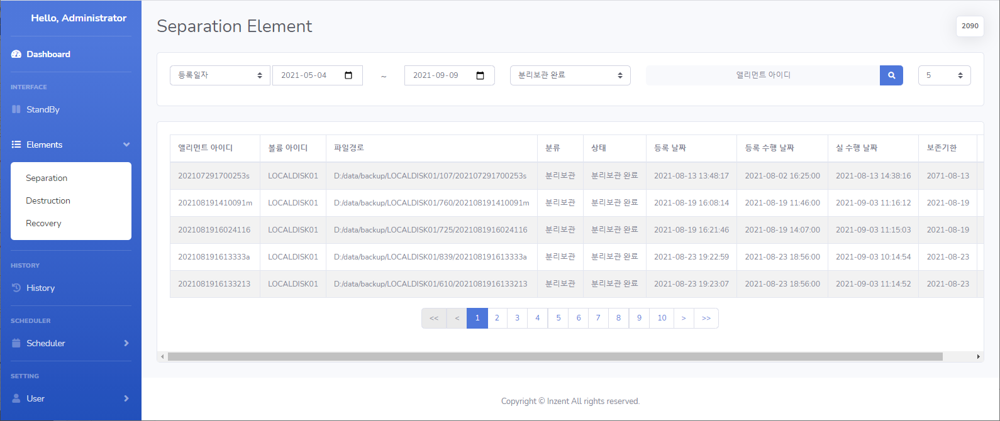 Hello, Administrator
Dashboard
INTERFACE
StandBy
Elements
Separation
Destruction
Recovery
HISTORY
History
SCHEDULER
Scheduler
SETTING
User
Separation Element
2090
등록일자 2021-05-04 ~ 2021-09-09 분리보관 완료 앨리먼트 아이디 5
앨리먼트 아이디 볼륨 아이디 파일경로 분류 상태 등록 날짜 등록 수행 날짜 실 수행 날짜 보존기한
202107291700253s LOCALDISK01 D:/data/backup/LOCALDISK01/107/202107291700253s 분리보관 분리보관 완료 2021-08-13 13:48:17 2021-08-02 16:25:00 2021-08-13 14:38:16 2071-08-13
202108191410091m LOCALDISK01 D:/data/backup/LOCALDISK01/760/202108191410091m 분리보관 분리보관 완료 2021-08-19 16:08:14 2021-08-19 11:46:00 2021-09-03 11:16:12 2021-08-19
2021081916024116 LOCALDISK01 D:/data/backup/LOCALDISK01/725/2021081916024116 분리보관 분리보관 완료 2021-08-19 16:21:46 2021-08-19 14:07:00 2021-09-03 11:15:03 2021-08-19
202108191613333a LOCALDISK01 D:/data/backup/LOCALDISK01/839/202108191613333a 분리보관 분리보관 완료 2021-08-23 19:22:59 2021-08-23 18:56:00 2021-09-03 10:14:54 2021-08-23
2021081916133213 LOCALDISK01 D:/data/backup/LOCALDISK01/610/2021081916133213 분리보관 분리보관 완료 2021-08-23 19:23:07 2021-08-23 18:56:00 2021-09-03 11:14:52 2021-08-23
<< < 1 2 3 4 5 6 7 8 9 10 > >>
Copyright © Inzent All rights reserved.